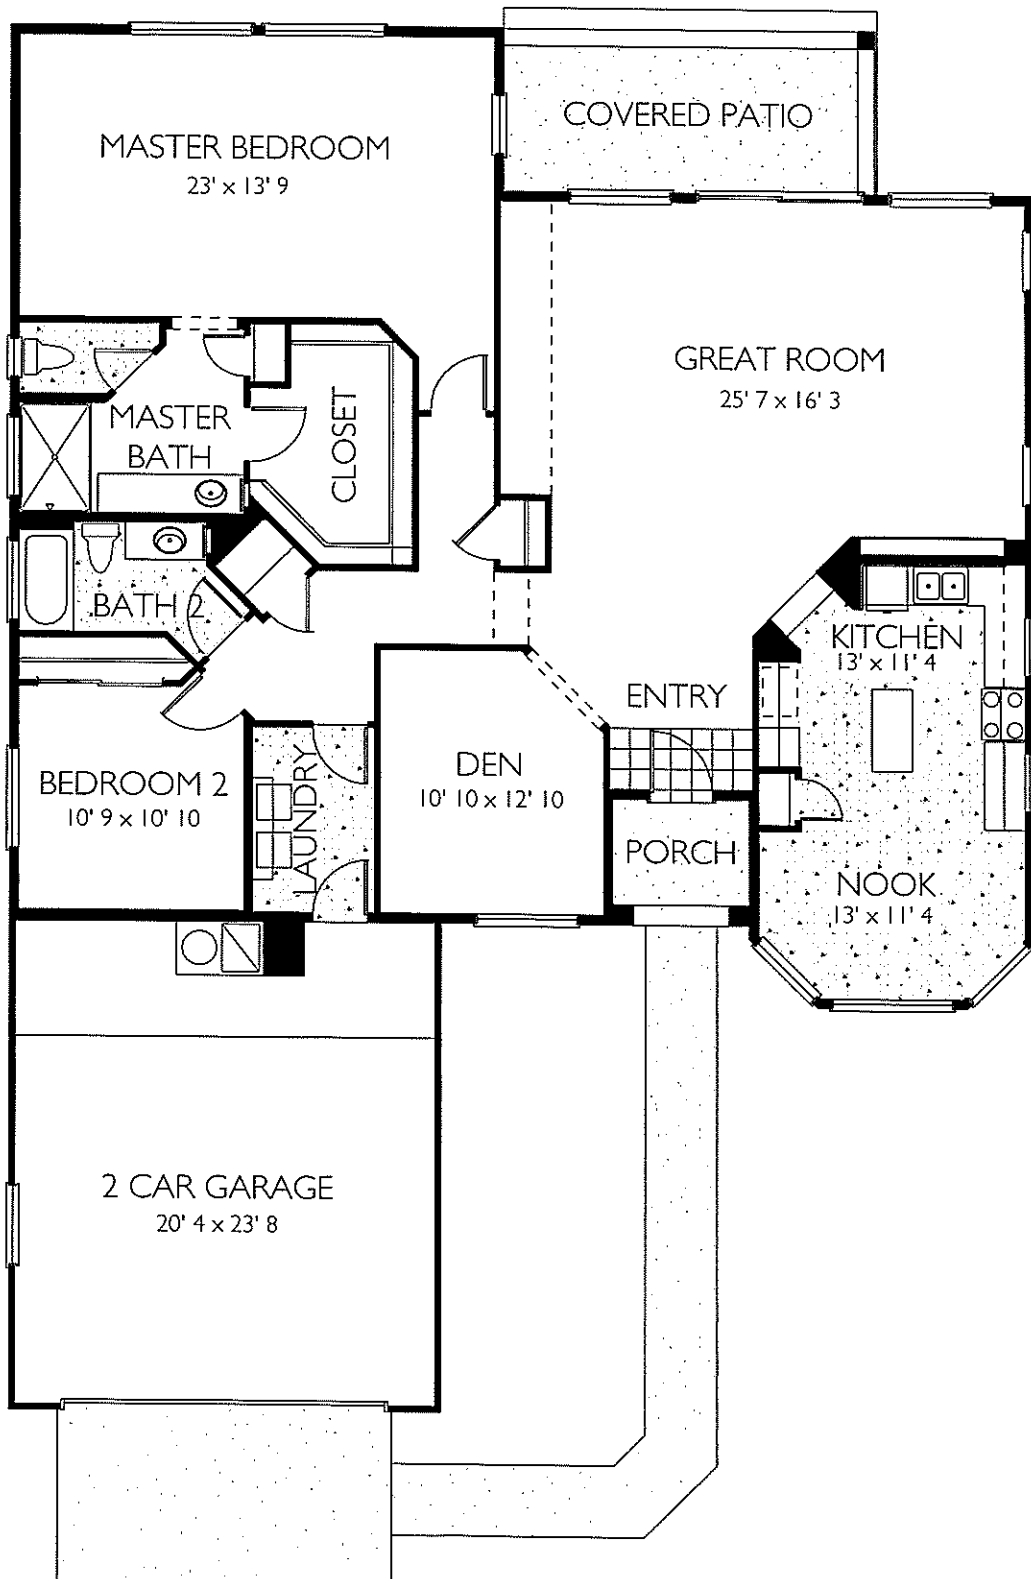 COVERED PATIO
MASTER BEDROOM
23' x 13' 9
GREAT ROOM
25' 7 x 16' 3
MASTER
BATH
CLOSET
BATH 2
KITCHEN
13' x 11' 4
ENTRY
BEDROOM 2
10' 9 x 10' 10
LAUNDRY
DEN
10' 10 x 12' 10
PORCH
NOOK
13' x 11' 4
2 CAR GARAGE
20' 4 x 23' 8